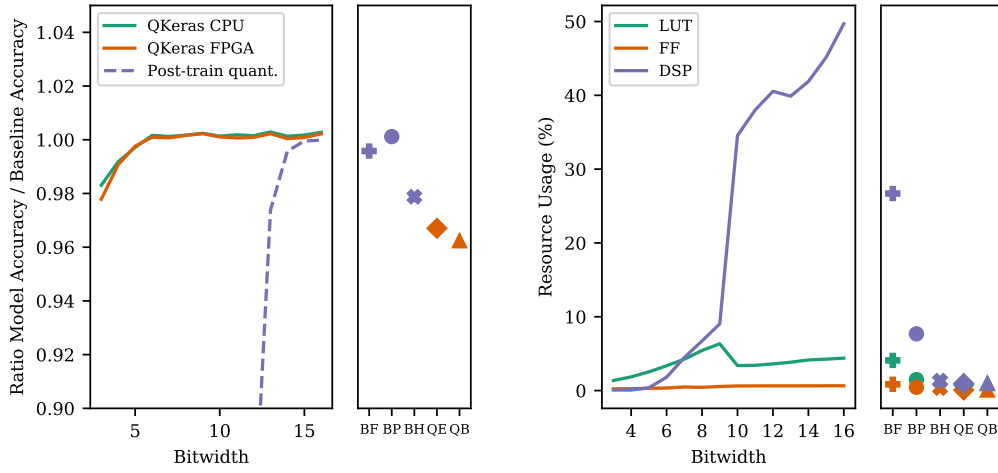 Ratio Model Accuracy / Baseline Accuracy
1.04
1.02
1.00
0.98
0.96
0.94
0.92
0.90
QKeras CPU
QKeras FPGA
Post-train quant.
5
10
15
Bitwidth
BF BP BH QE QB
Resource Usage (%)
50
40
30
20
10
0
LUT
FF
DSP
4 6 8 10 12 14 16
Bitwidth
BF BP BH QE QB